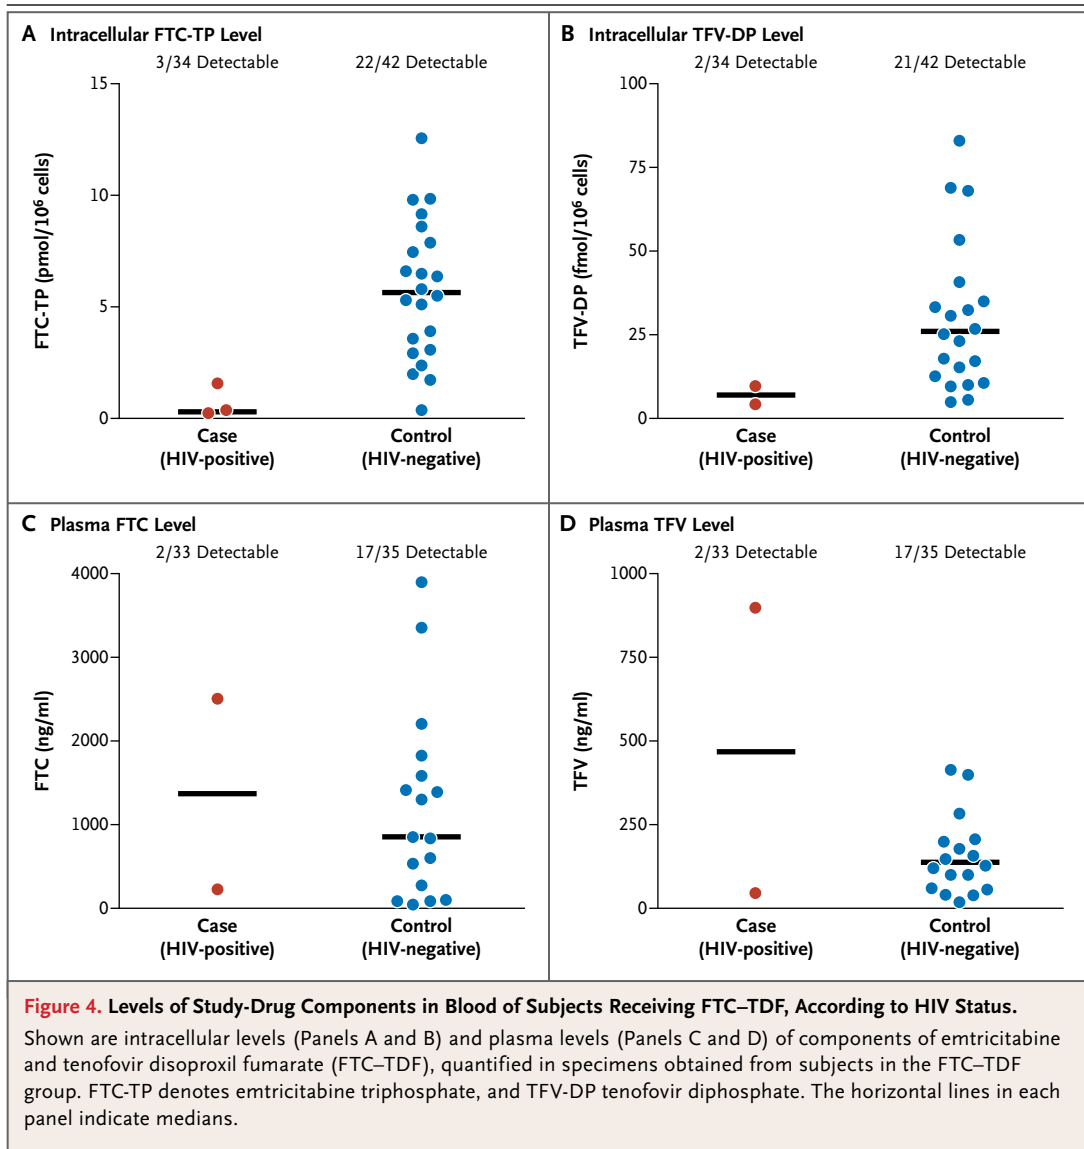 A Intracellular FTC-TP Level
3/34 Detectable
22/42 Detectable
15
10
5
0
FTC-TP (pmol/10⁶ cells)
Case
(HIV-positive)
Control
(HIV-negative)
B Intracellular TFV-DP Level
2/34 Detectable
21/42 Detectable
100
75
50
25
0
TFV-DP (fmol/10⁶ cells)
Case
(HIV-positive)
Control
(HIV-negative)
C Plasma FTC Level
2/33 Detectable
17/35 Detectable
4000
3000
2000
1000
0
FTC (ng/ml)
Case
(HIV-positive)
Control
(HIV-negative)
D Plasma TFV Level
2/33 Detectable
17/35 Detectable
1000
750
500
250
0
TFV (ng/ml)
Case
(HIV-positive)
Control
(HIV-negative)
Figure 4. Levels of Study-Drug Components in Blood of Subjects Receiving FTC–TDF, According to HIV Status.
Shown are intracellular levels (Panels A and B) and plasma levels (Panels C and D) of components of emtricitabine
and tenofovir disoproxil fumarate (FTC–TDF), quantified in specimens obtained from subjects in the FTC–TDF
group. FTC-TP denotes emtricitabine triphosphate, and TFV-DP tenofovir diphosphate. The horizontal lines in each
panel indicate medians.